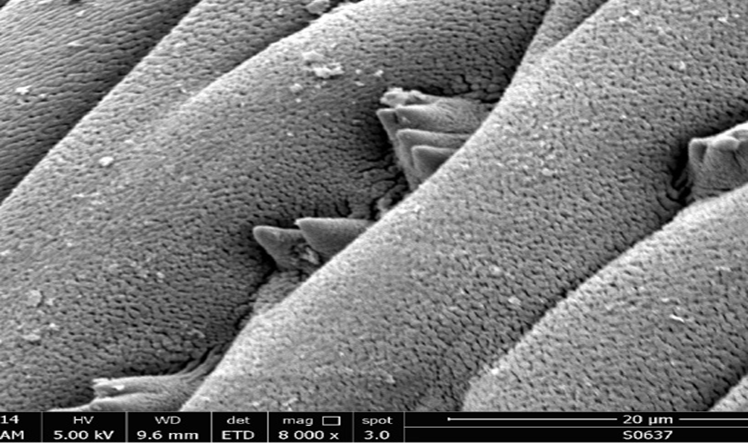 14 HV WD det mag spot 20 µm
AM 5.00 kV 9.6 mm ETD 8 000 x 3.0 S0637